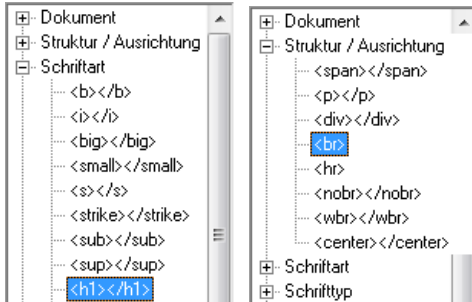 Dokument
Struktur / Ausrichtung
Schriftart
<b></b>
<i></i>
<big></big>
<small></small>
<s></s>
<strike></strike>
<sub></sub>
<sup></sup>
<h1></h1>
Dokument
Struktur / Ausrichtung
<span></span>
<p></p>
<div></div>
<br>
<hr>
<nobr></nobr>
<wbr></wbr>
<center></center>
Schriftart
Schrifttyp